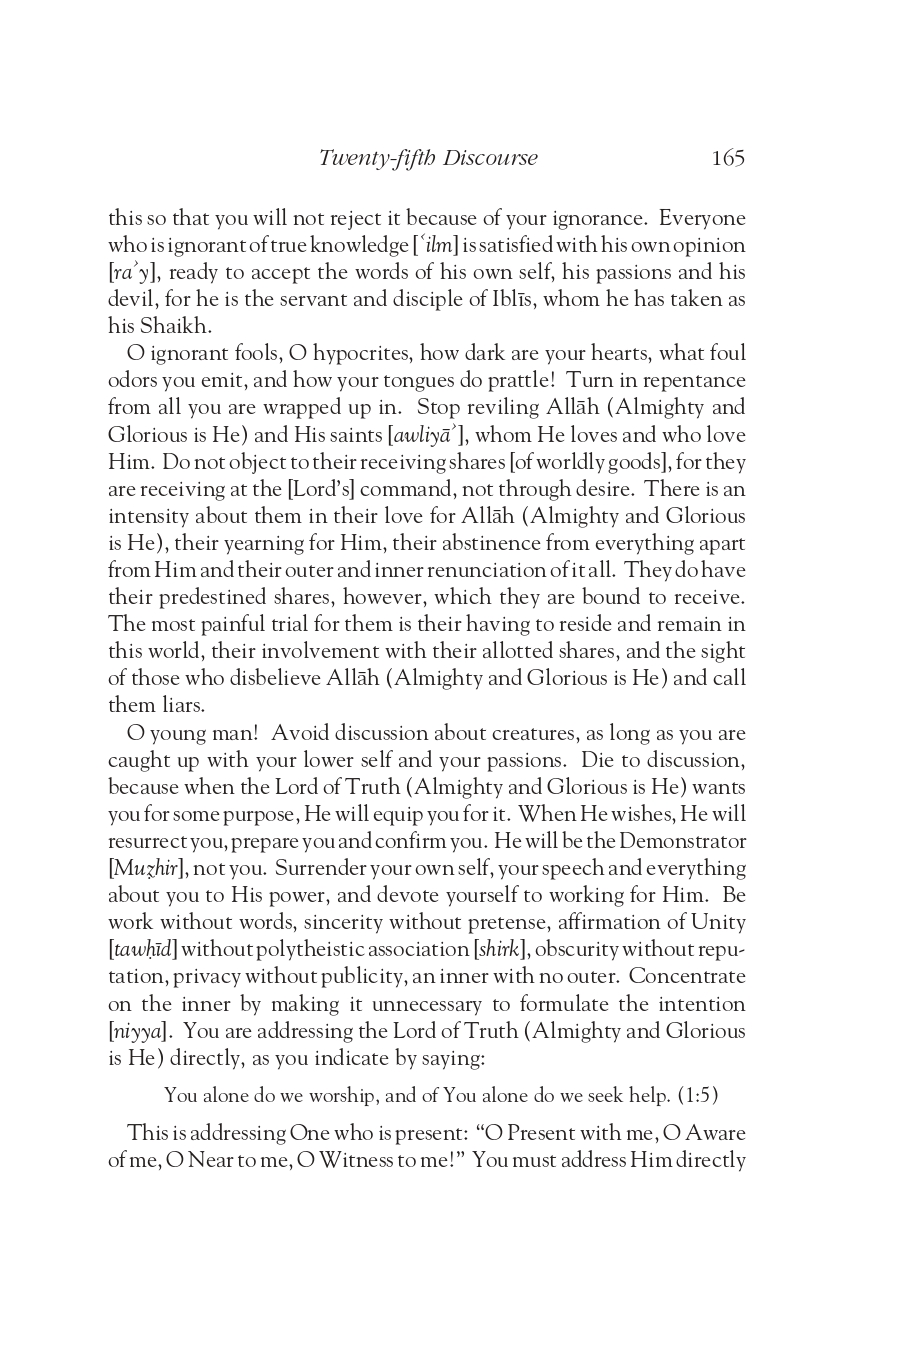 Twenty-fifth Discourse 165
this so that you will not reject it because of your ignorance. Everyone
who is ignorant of true knowledge [ʿilm] is satisfied with his own opinion
[raʾy], ready to accept the words of his own self, his passions and his
devil, for he is the servant and disciple of Iblīs, whom he has taken as
his Shaikh.
O ignorant fools, O hypocrites, how dark are your hearts, what foul
odors you emit, and how your tongues do prattle! Turn in repentance
from all you are wrapped up in. Stop reviling Allāh (Almighty and
Glorious is He) and His saints [awliyāʾ], whom He loves and who love
Him. Do not object to their receiving shares [of worldly goods], for they
are receiving at the [Lord’s] command, not through desire. There is an
intensity about them in their love for Allāh (Almighty and Glorious
is He), their yearning for Him, their abstinence from everything apart
from Him and their outer and inner renunciation of it all. They do have
their predestined shares, however, which they are bound to receive.
The most painful trial for them is their having to reside and remain in
this world, their involvement with their allotted shares, and the sight
of those who disbelieve Allāh (Almighty and Glorious is He) and call
them liars.
O young man! Avoid discussion about creatures, as long as you are
caught up with your lower self and your passions. Die to discussion,
because when the Lord of Truth (Almighty and Glorious is He) wants
you for some purpose, He will equip you for it. When He wishes, He will
resurrect you, prepare you and confirm you. He will be the Demonstrator
[Muẓhir], not you. Surrender your own self, your speech and everything
about you to His power, and devote yourself to working for Him. Be
work without words, sincerity without pretense, affirmation of Unity
[tawḥīd] without polytheistic association [shirk], obscurity without repu-
tation, privacy without publicity, an inner with no outer. Concentrate
on the inner by making it unnecessary to formulate the intention
[niyya]. You are addressing the Lord of Truth (Almighty and Glorious
is He) directly, as you indicate by saying:
You alone do we worship, and of You alone do we seek help. (1:5)
This is addressing One who is present: “O Present with me, O Aware
of me, O Near to me, O Witness to me!” You must address Him directly